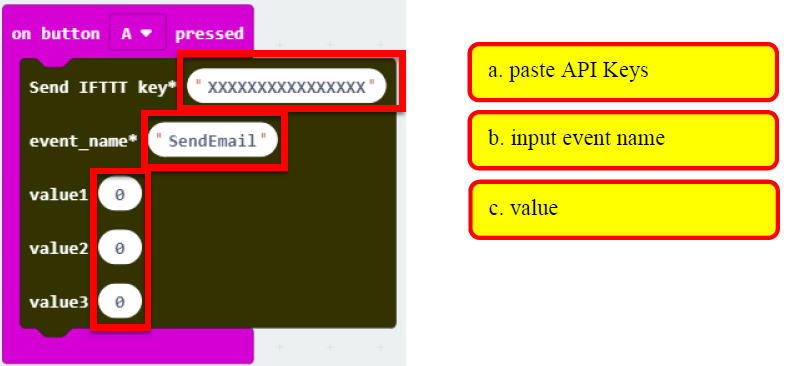 on button A pressed
Send IFTTT key* "XXXXXXXXXXXXXXXX"
event_name* "SendEmail"
value1 0
value2 0
value3 0
a. paste API Keys
b. input event name
c. value